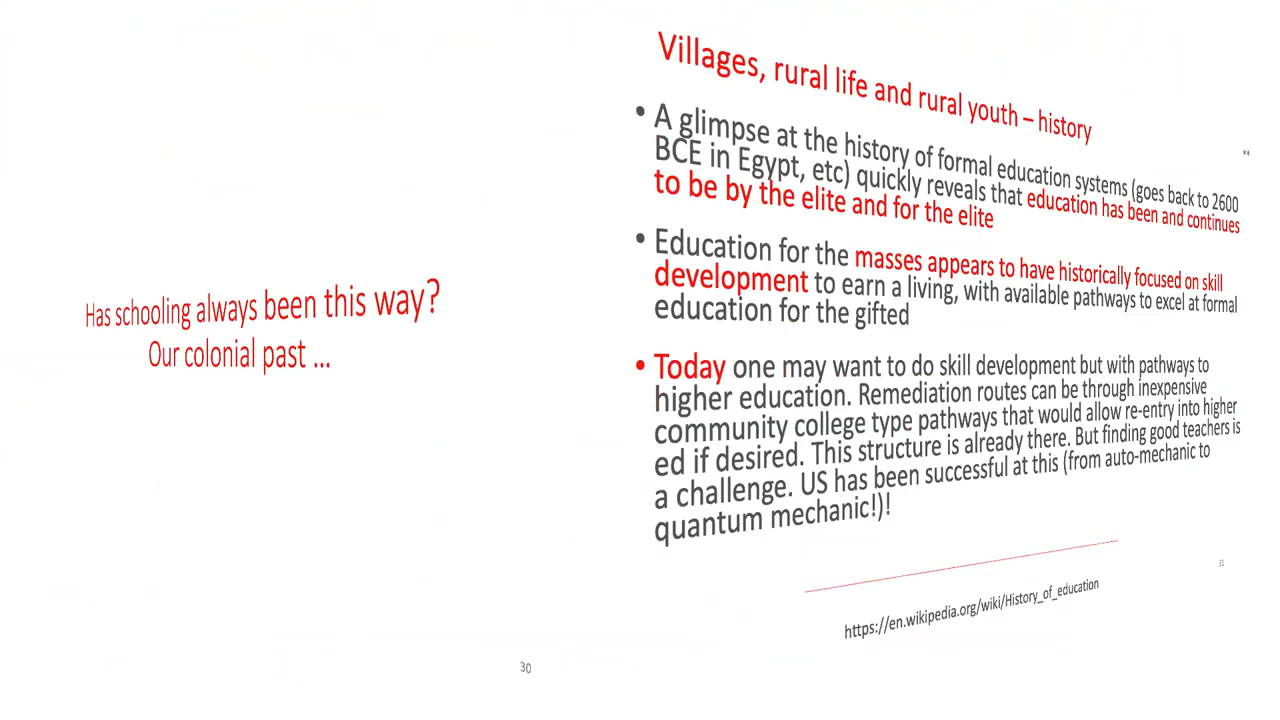 Has schooling always been this way?
Our colonial past ...
30
Villages, rural life and rural youth – history
• A glimpse at the history of formal education systems (goes back to 2600
BCE in Egypt, etc) quickly reveals that education has been and continues
to be by the elite and for the elite
• Education for the masses appears to have historically focused on skill
development to earn a living, with available pathways to excel at formal
education for the gifted
• Today one may want to do skill development but with pathways to
higher education. Remediation routes can be through inexpensive
community college type pathways that would allow re-entry into higher
ed if desired. This structure is already there. But finding good teachers is
a challenge. US has been successful at this (from auto-mechanic to
quantum mechanic!)!
31
https://en.wikipedia.org/wiki/History_of_education